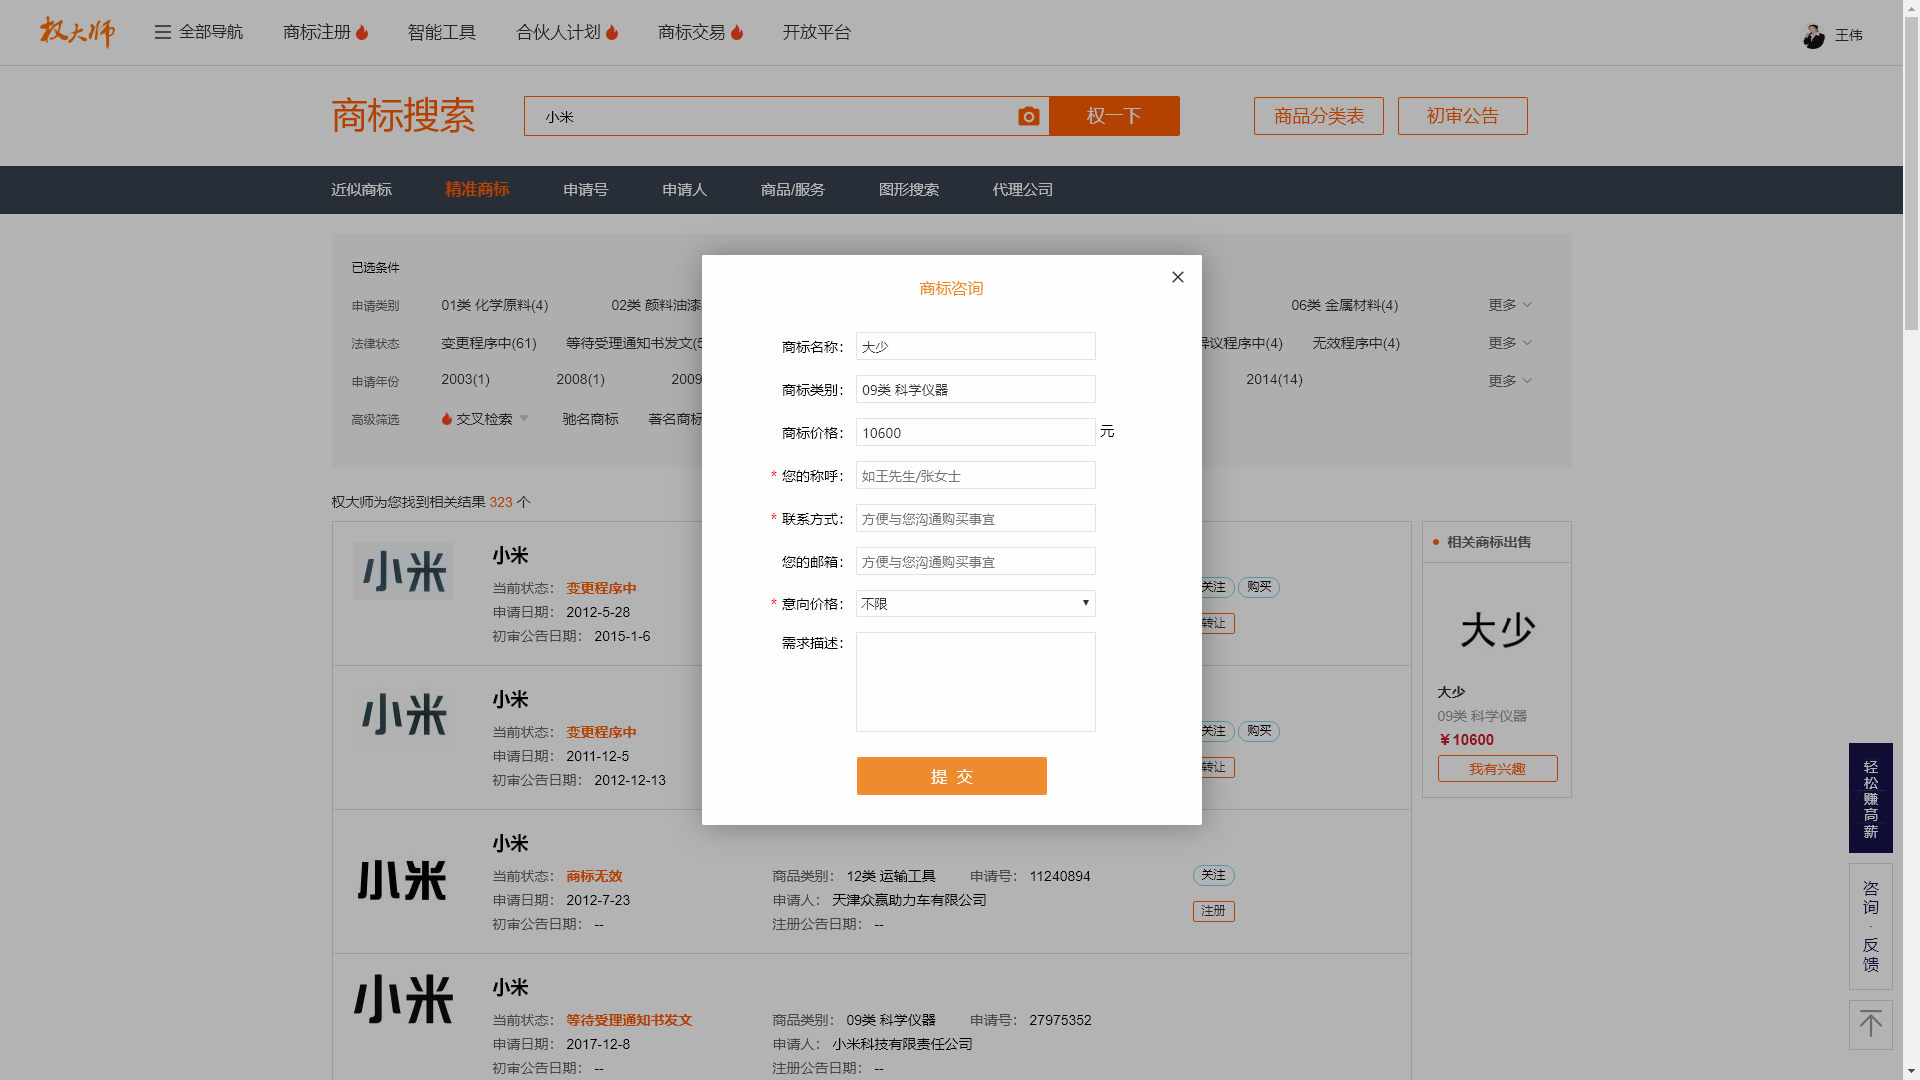 权大师
全部导航
商标注册
智能工具
合伙人计划
商标交易
开放平台
王伟
商标搜索
小米
权一下
商品分类表
初审公告
近似商标
精准商标
申请号
申请人
商品/服务
图形搜索
代理公司
已选条件
申请类别
01类 化学原料(4)
02类 颜料油漆
06类 金属材料(4)
更多
法律状态
变更程序中(61)
等待受理通知书发文(
异议程序中(4)
无效程序中(4)
更多
申请年份
2003(1)
2008(1)
2009
2014(14)
更多
高级筛选
交叉检索
驰名商标
著名商标
权大师为您找到相关结果 323 个
商标咨询
商标名称： 大少
商标类别： 09类 科学仪器
商标价格： 10600 元
* 您的称呼： 如王先生/张女士
* 联系方式： 方便与您沟通购买事宜
您的邮箱： 方便与您沟通购买事宜
* 意向价格： 不限
需求描述：
提 交
小米
小米
当前状态： 变更程序中
申请日期： 2012-5-28
初审公告日期： 2015-1-6
关注
购买
转让
小米
小米
当前状态： 变更程序中
申请日期： 2011-12-5
初审公告日期： 2012-12-13
关注
购买
转让
小米
小米
当前状态： 商标无效
商品类别： 12类 运输工具
申请号： 11240894
申请日期： 2012-7-23
申请人： 天津众赢助力车有限公司
初审公告日期： --
注册公告日期： --
关注
注册
小米
小米
当前状态： 等待受理通知书发文
商品类别： 09类 科学仪器
申请号： 27975352
申请日期： 2017-12-8
申请人： 小米科技有限责任公司
初审公告日期： --
注册公告日期： --
相关商标出售
大少
大少
09类 科学仪器
¥10600
我有兴趣
轻松赚高薪
咨询·反馈